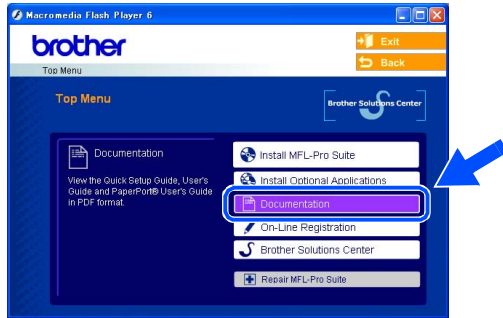 Macromedia Flash Player 6
brother
Exit
Back
Top Menu
Top Menu
Brother Solutions Center
Documentation
View the Quick Setup Guide, User's
Guide and PaperPort® User's Guide
in PDF format.
Install MFL-Pro Suite
Install Optional Applications
Documentation
On-Line Registration
Brother Solutions Center
Repair MFL-Pro Suite